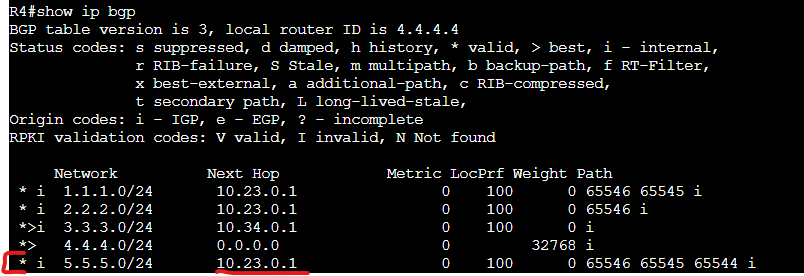 R4#show ip bgp
BGP table version is 3, local router ID is 4.4.4.4
Status codes: s suppressed, d damped, h history, * valid, > best, i - internal,
              r RIB-failure, S Stale, m multipath, b backup-path, f RT-Filter,
              x best-external, a additional-path, c RIB-compressed,
              t secondary path, L long-lived-stale,
Origin codes: i - IGP, e - EGP, ? - incomplete
RPKI validation codes: V valid, I invalid, N Not found
     Network          Next Hop            Metric LocPrf Weight Path
 * i  1.1.1.0/24       10.23.0.1                0    100      0 65546 65545 i
 * i  2.2.2.0/24       10.23.0.1                0    100      0 65546 i
 *>i  3.3.3.0/24       10.34.0.1                0    100      0 i
 *>   4.4.4.0/24       0.0.0.0                  0         32768 i
 * i  5.5.5.0/24       10.23.0.1                0    100      0 65546 65545 65544 i